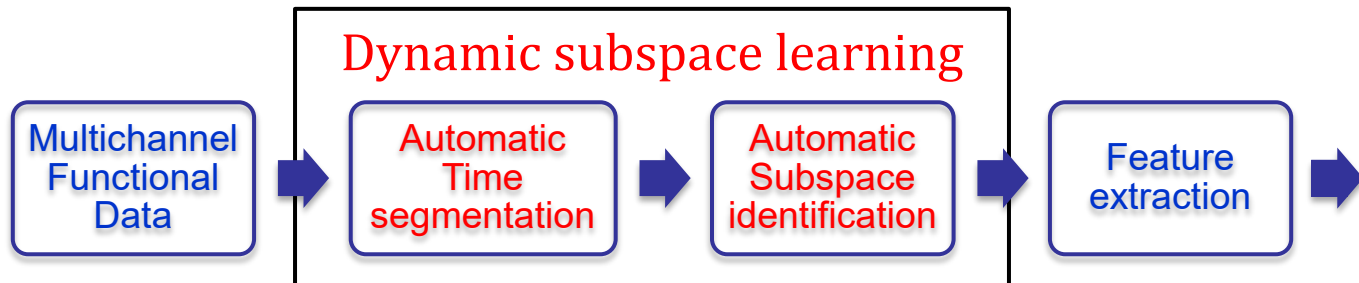 Dynamic subspace learning
Multichannel
Functional
Data
Automatic
Time
segmentation
Automatic
Subspace
identification
Feature
extraction